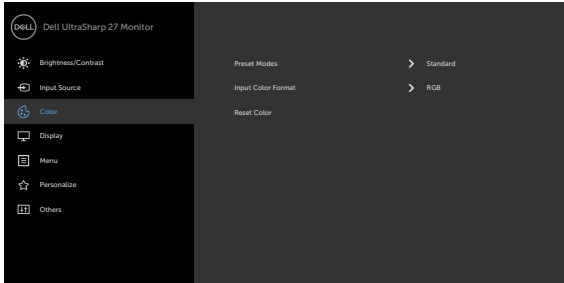 DELL Dell UltraSharp 27 Monitor
Brightness/Contrast
Preset Modes Standard
Input Source
Input Color Format RGB
Color
Reset Color
Display
Menu
Personalize
Others